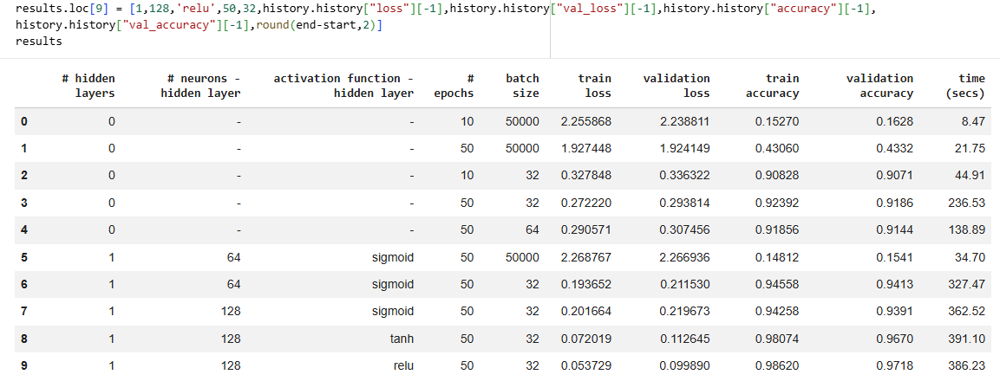 results.loc[9] = [1,128,'relu',50,32,history.history["loss"][-1],history.history["val_loss"][-1],history.history["accuracy"][-1],
history.history["val_accuracy"][-1],round(end-start,2)]
results
# hidden layers # neurons - hidden layer activation function - hidden layer # epochs batch size train loss validation loss train accuracy validation accuracy time (secs)
0 0 - - 10 50000 2.255868 2.238811 0.15270 0.1628 8.47
1 0 - - 50 50000 1.927448 1.924149 0.43060 0.4332 21.75
2 0 - - 10 32 0.327848 0.336322 0.90828 0.9071 44.91
3 0 - - 50 32 0.272220 0.293814 0.92392 0.9186 236.53
4 0 - - 50 64 0.290571 0.307456 0.91856 0.9144 138.89
5 1 64 sigmoid 50 50000 2.268767 2.266936 0.14812 0.1541 34.70
6 1 64 sigmoid 50 32 0.193652 0.211530 0.94558 0.9413 327.47
7 1 128 sigmoid 50 32 0.201664 0.219673 0.94258 0.9391 362.52
8 1 128 tanh 50 32 0.072019 0.112645 0.98074 0.9670 391.10
9 1 128 relu 50 32 0.053729 0.099890 0.98620 0.9718 386.23